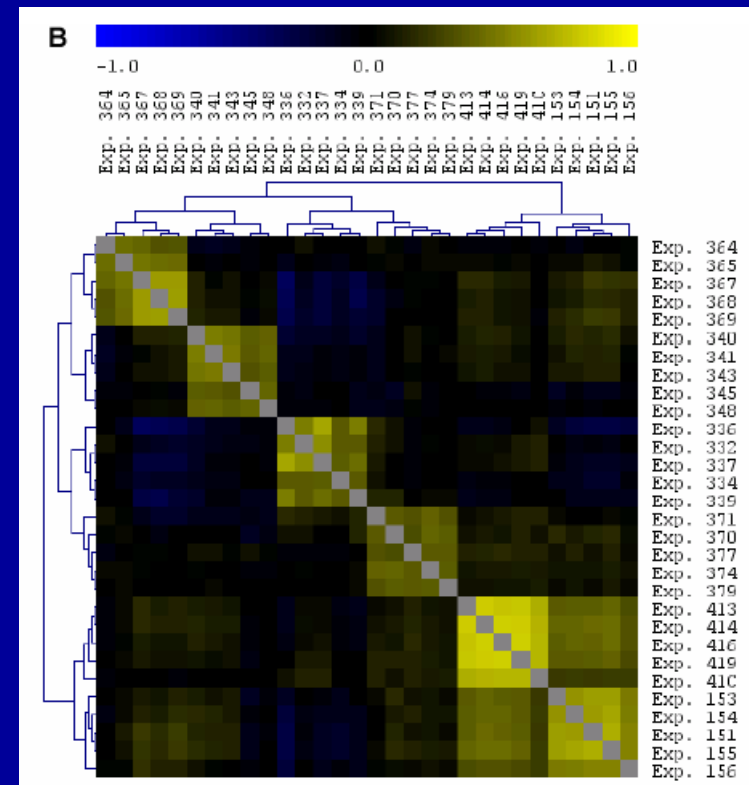 B
-1.0 0.0 1.0
Exp. 364
Exp. 365
Exp. 367
Exp. 368
Exp. 369
Exp. 340
Exp. 341
Exp. 343
Exp. 345
Exp. 348
Exp. 336
Exp. 332
Exp. 337
Exp. 334
Exp. 339
Exp. 371
Exp. 370
Exp. 377
Exp. 374
Exp. 379
Exp. 413
Exp. 414
Exp. 416
Exp. 419
Exp. 410
Exp. 153
Exp. 154
Exp. 151
Exp. 155
Exp. 156
Exp. 364
Exp. 365
Exp. 367
Exp. 368
Exp. 369
Exp. 340
Exp. 341
Exp. 343
Exp. 345
Exp. 348
Exp. 336
Exp. 332
Exp. 337
Exp. 334
Exp. 339
Exp. 371
Exp. 370
Exp. 377
Exp. 374
Exp. 379
Exp. 413
Exp. 414
Exp. 416
Exp. 419
Exp. 410
Exp. 153
Exp. 154
Exp. 151
Exp. 155
Exp. 156